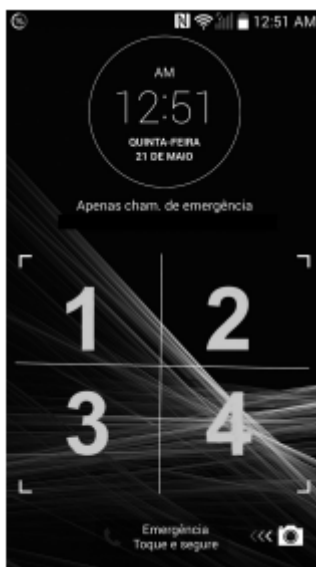 12:51 AM
AM
12:51
QUINTA-FEIRA
21 DE MAIO
Apenas cham. de emergência
1 2
3 4
Emergência
Toque e segure